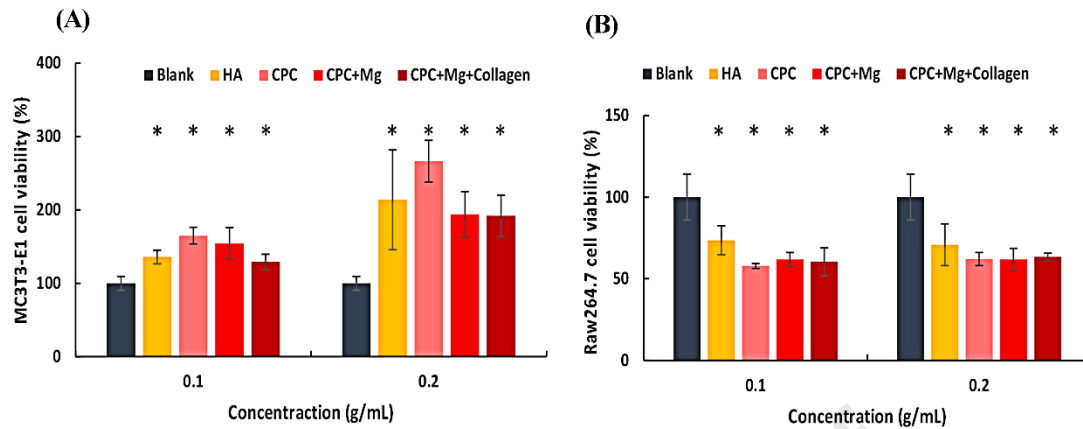 (A)
MC3T3-E1 cell viability (%)
400
300
200
100
0
Blank HA CPC CPC+Mg CPC+Mg+Collagen
* * * * * * * *
0.1 0.2
Concentraction (g/mL)
(B)
Raw264.7 cell viability (%)
150
100
50
0
Blank HA CPC CPC+Mg CPC+Mg+Collagen
* * * * * * * *
0.1 0.2
Concentration (g/mL)